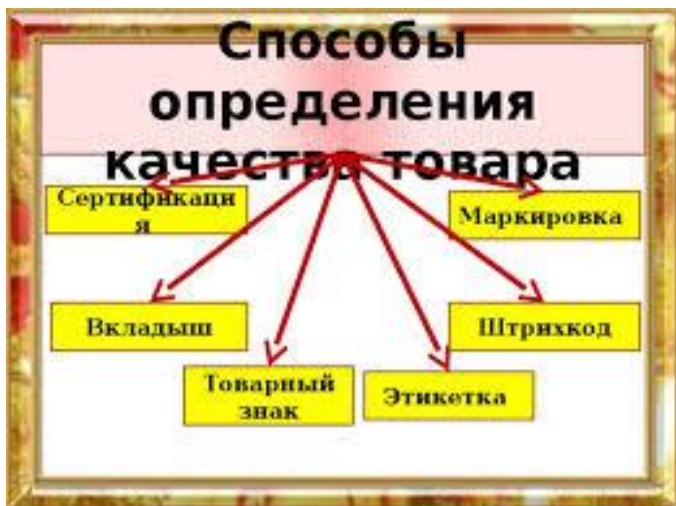 Способы
определения
качества товара
Сертификаци
я
Маркировка
Вкладыш
Штрихкод
Товарный
знак
Этикетка